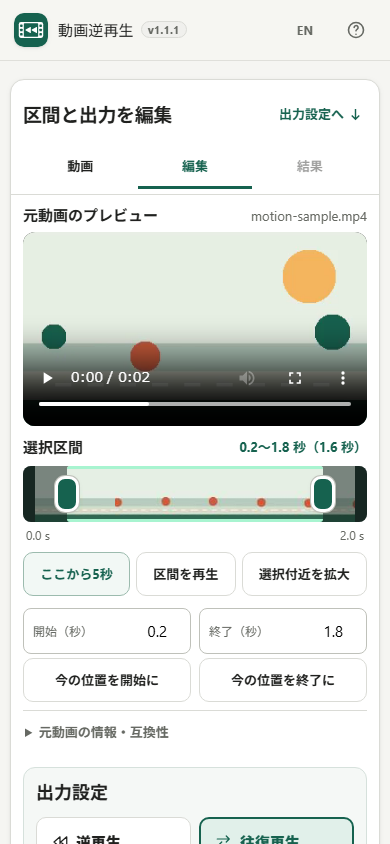 動画逆再生 v1.1.1 EN
区間と出力を編集 出力設定へ ↓
動画 編集 結果
元動画のプレビュー motion-sample.mp4
0:00 / 0:02
選択区間 0.2〜1.8 秒（1.6 秒）
0.0 s 2.0 s
ここから5秒 区間を再生 選択付近を拡大
開始（秒） 0.2 終了（秒） 1.8
今の位置を開始に 今の位置を終了に
▶ 元動画の情報・互換性
出力設定
逆再生 往復再生